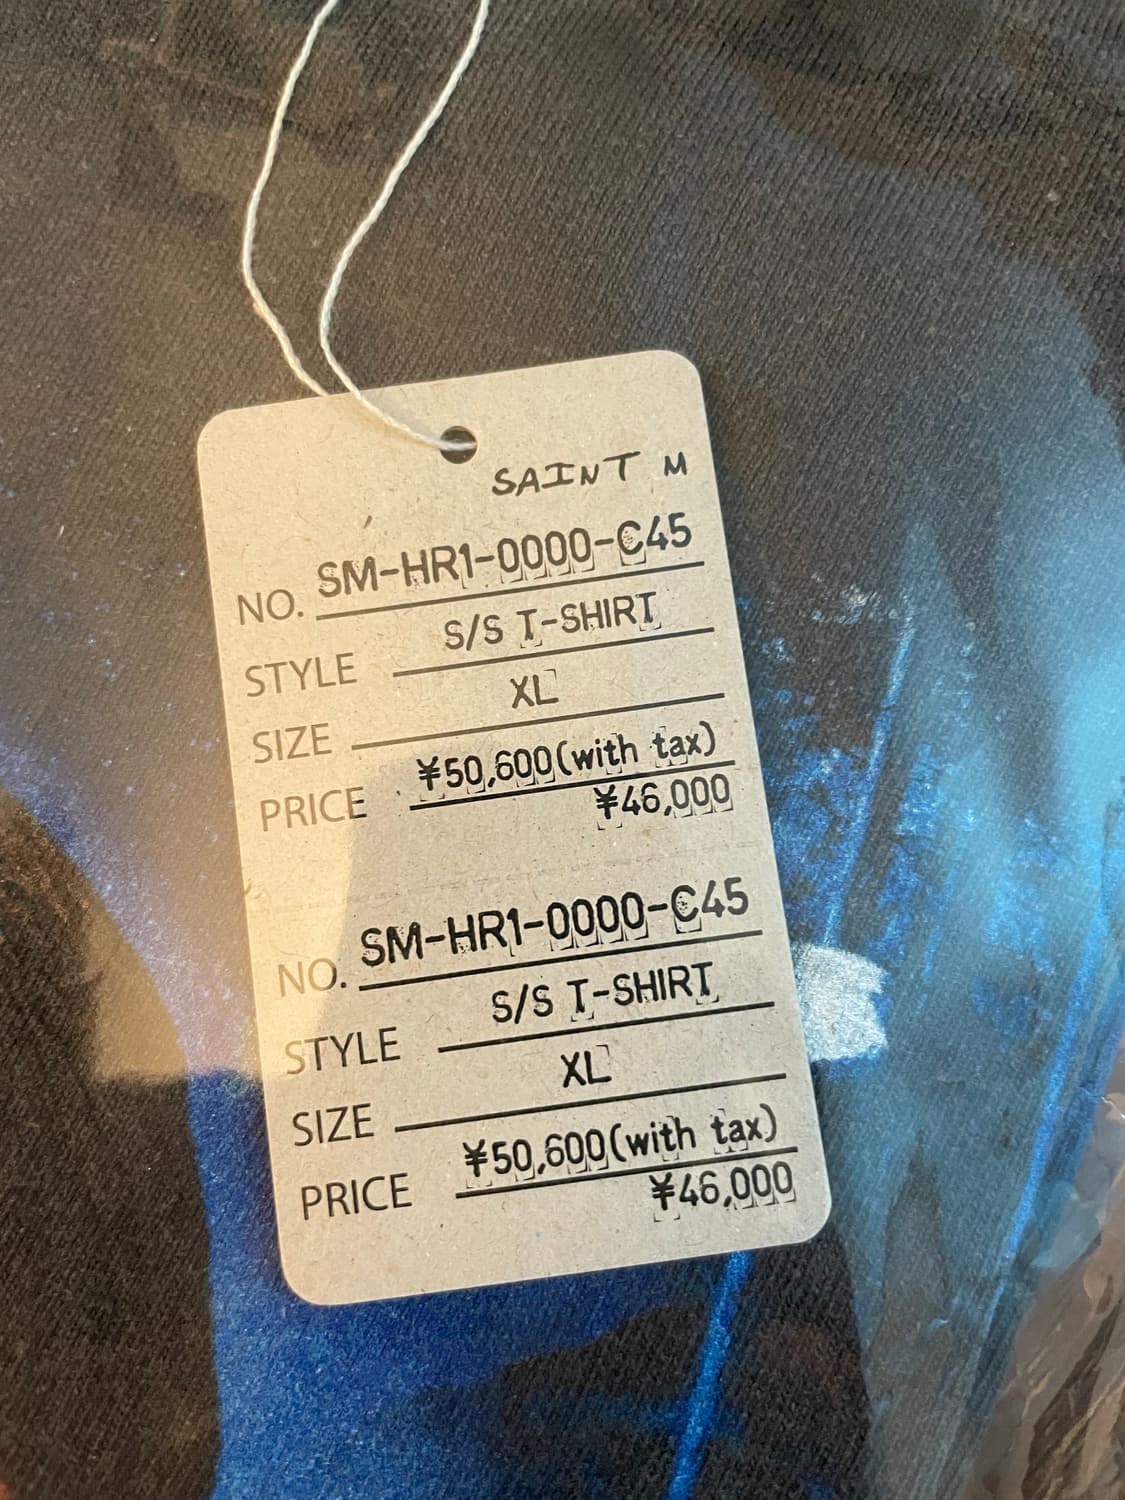 SAINT M
NO. SM-HR1-0000-C45
STYLE S/S T-SHIRT
SIZE XL
PRICE ¥50,600(with tax)
¥46,000
NO. SM-HR1-0000-C45
STYLE S/S T-SHIRT
SIZE XL
PRICE ¥50,600(with tax)
¥46,000